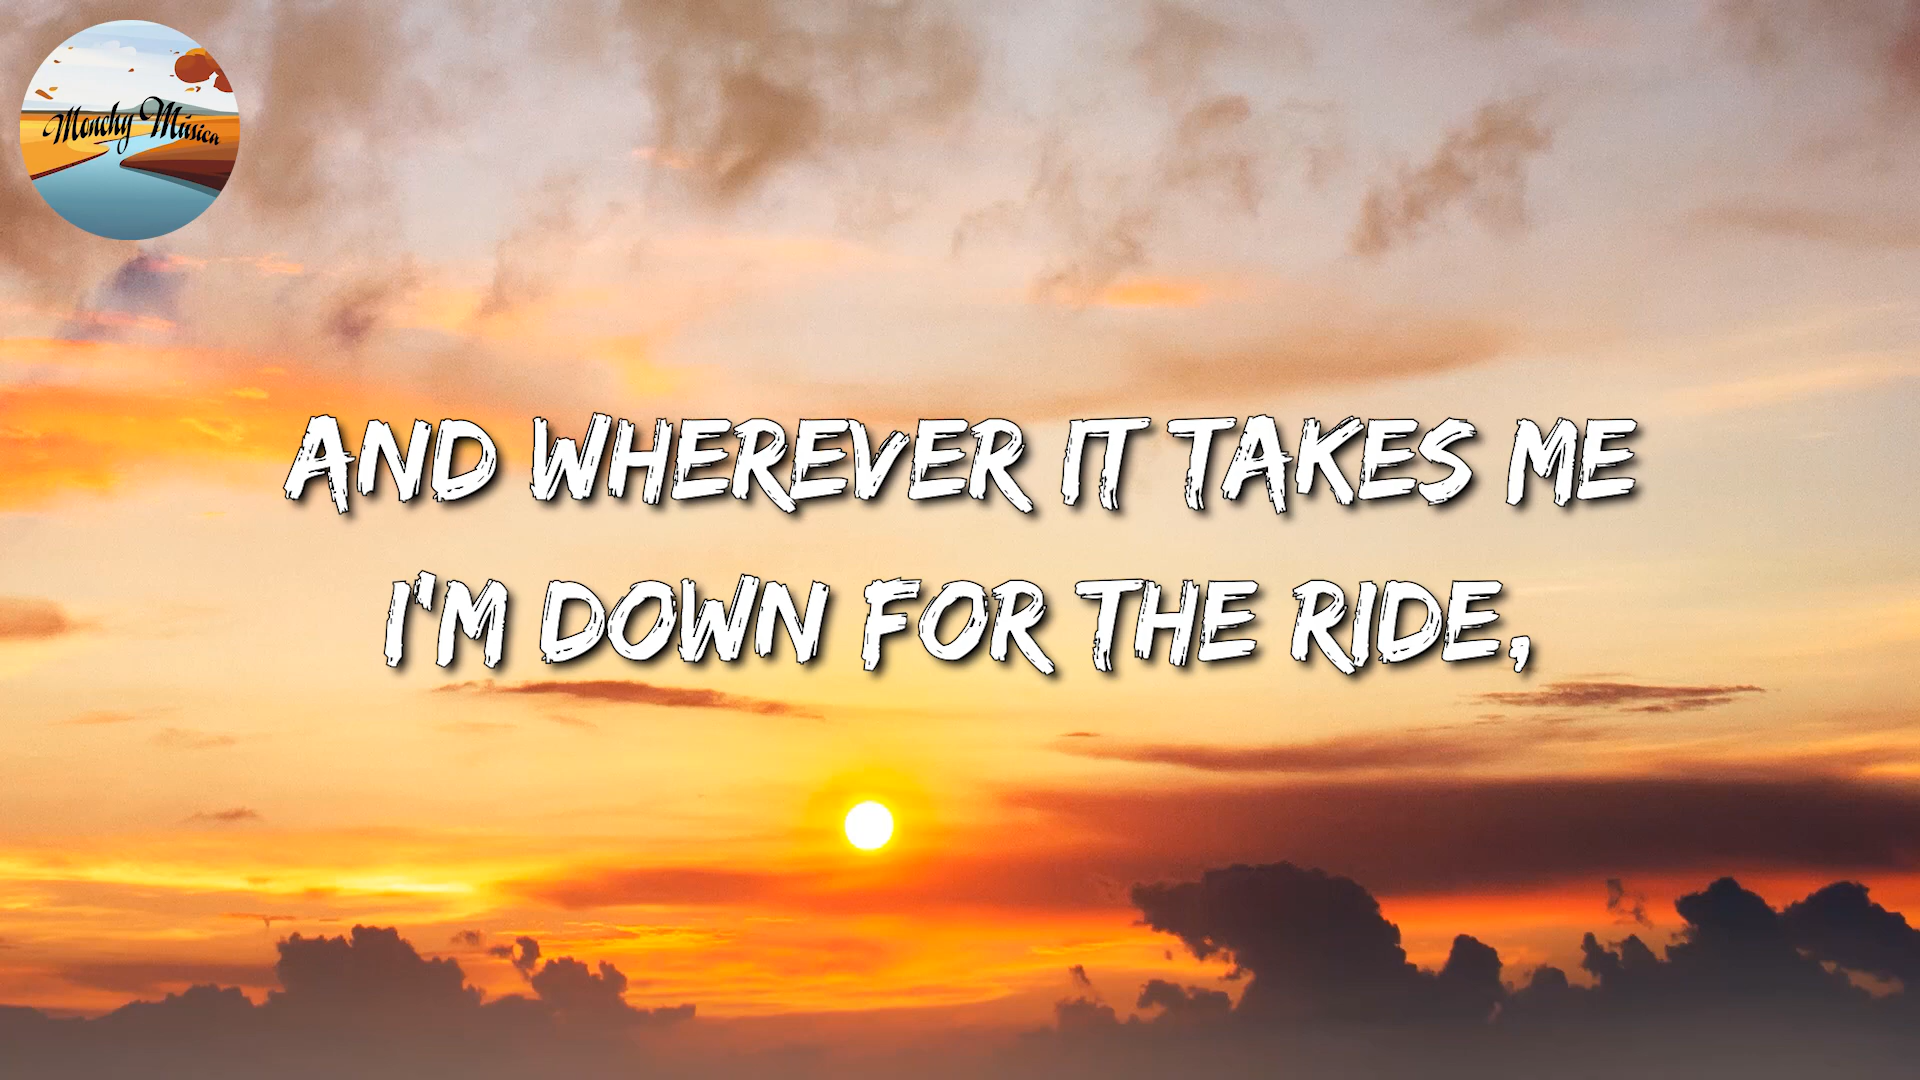 Monchy Música
AND WHEREVER IT TAKES ME
I'M DOWN FOR THE RIDE,